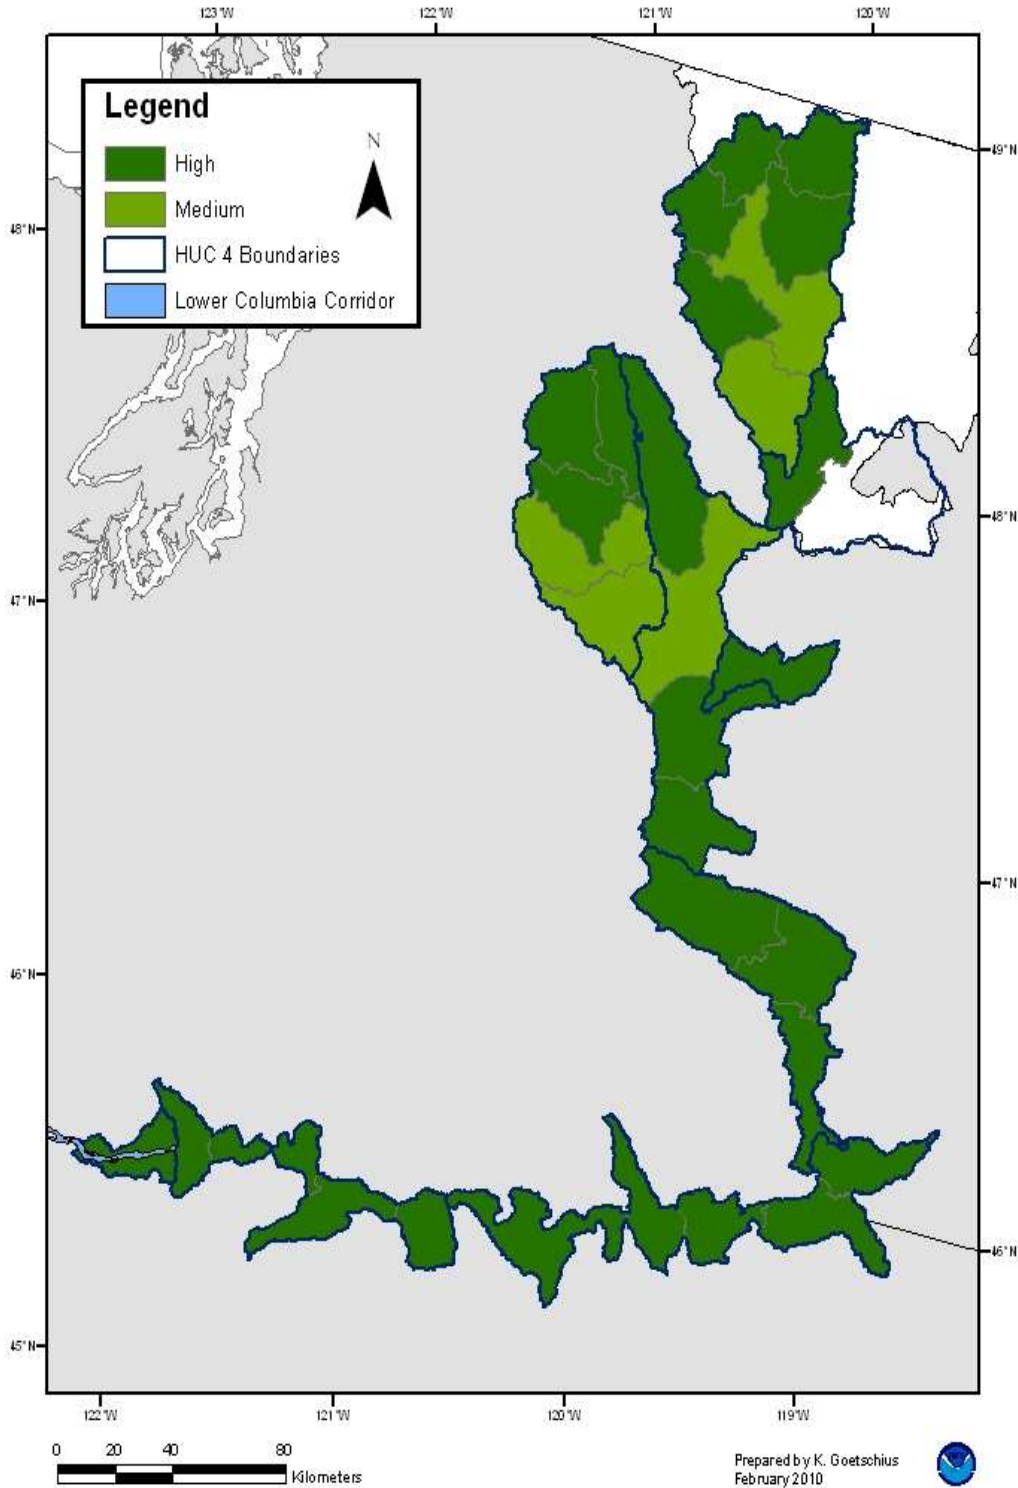 123°W 122°W 121°W 120°W
Legend
N
High
Medium
HUC 4 Boundaries
Lower Columbia Corridor
49°N
48°N
48°N
47°N
47°N
46°N
46°N
45°N
122°W 121°W 120°W 119°W
0 20 40 80
Kilometers
Prepared by K. Goetschius
February 2010